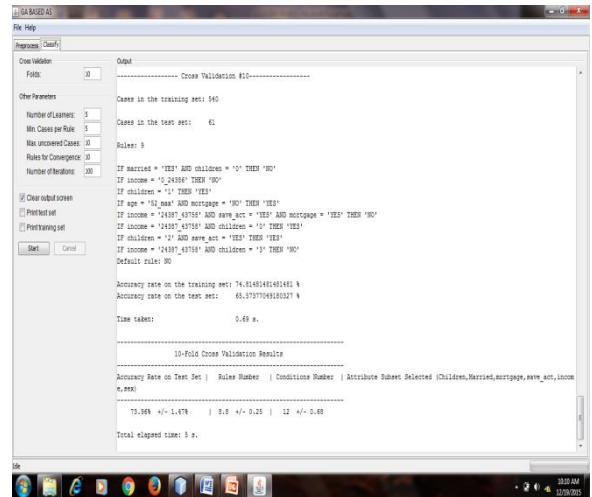 GA BASED AS
File Help
Preprocess Classify
Cross Validation
Folds: 10
Other Parameters
Number of Learners: 5
Min. Cases per Rule: 5
Max. uncovered Cases: 10
Rules for Convergence: 10
Number of Iterations: 100
Clear output screen
Print test set
Print training set
Start Cancel
Output
------------------ Cross Validation #10------------------
Cases in the training set: 540
Cases in the test set: 61
Rules: 9
IF married = 'YES' AND children = '0' THEN 'NO'
IF income = '0_24386' THEN 'NO'
IF children = '1' THEN 'YES'
IF age = '52_max' AND mortgage = 'NO' THEN 'YES'
IF income = '24387_43758' AND save_act = 'YES' AND mortgage = 'YES' THEN 'NO'
IF income = '24387_43758' AND children = '0' THEN 'YES'
IF children = '2' AND save_act = 'YES' THEN 'YES'
IF income = '24387_43758' AND children = '3' THEN 'NO'
Default rule: NO
Accuracy rate on the training set: 74.81481481481481 %
Accuracy rate on the test set: 65.57377049180327 %
Time taken: 0.69 s.
10-Fold Cross Validation Results
Accuracy Rate on Test Set | Rules Number | Conditions Number | Attribute Subset Selected (Children,Married,mortgage,save_act,incom
e,sex)
73.96% +/- 1.47% | 8.8 +/- 0.25 | 12 +/- 0.68
Total elapsed time: 5 s.
Idle
10:10 AM
12/19/2015